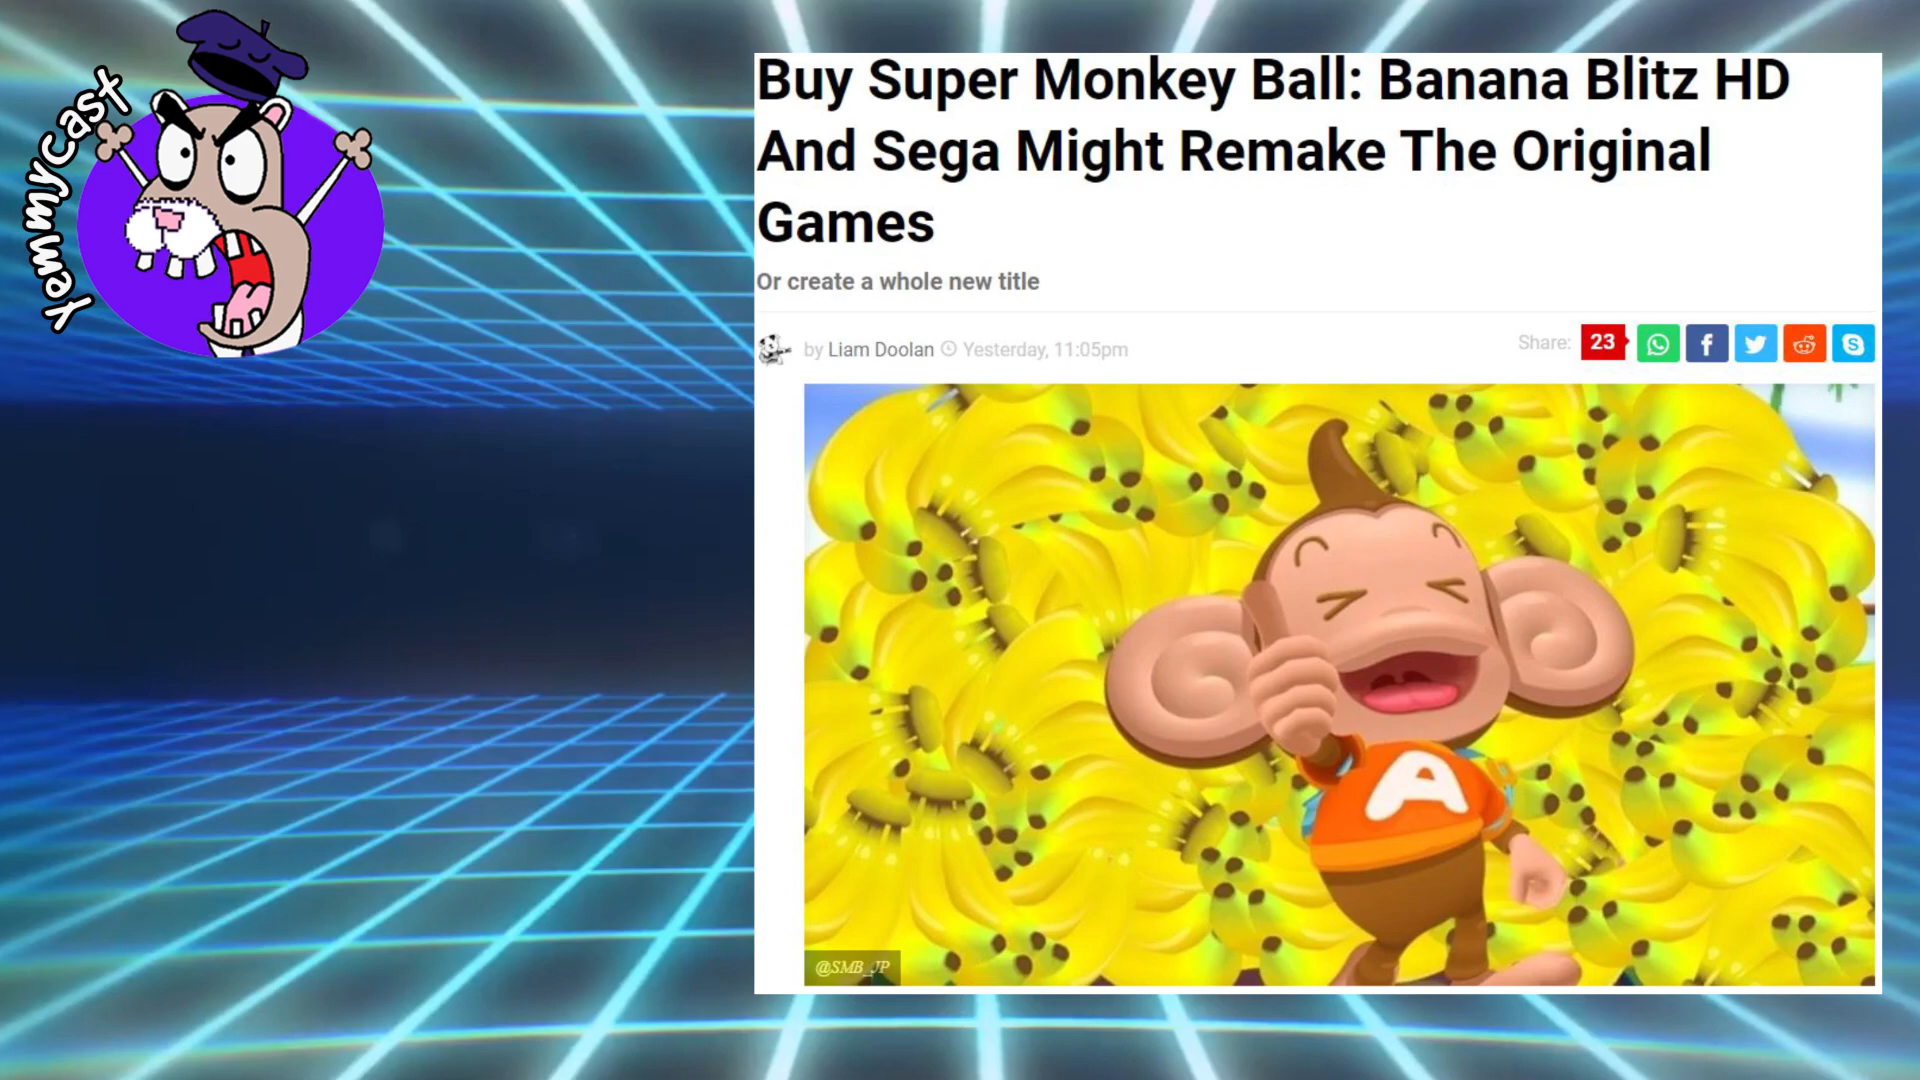 Yammycast
Buy Super Monkey Ball: Banana Blitz HD
And Sega Might Remake The Original
Games
Or create a whole new title
by Liam Doolan Yesterday, 11:05pm
Share: 23
A
@SMB_JP